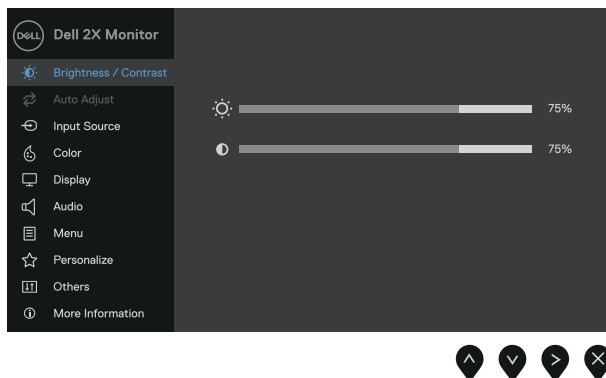 DELL Dell 2X Monitor
Brightness / Contrast
Auto Adjust
75%
Input Source
Color
75%
Display
Audio
Menu
Personalize
Others
More Information